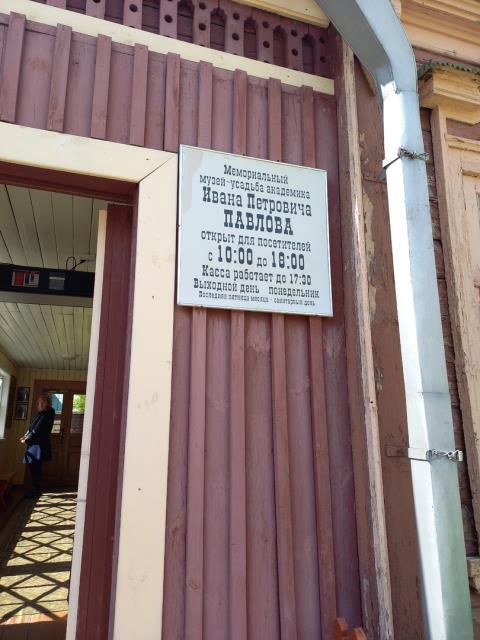 Мемориальный
музей-усадьба академика
Ивана Петровича
ПАВЛОВА
открыт для посетителей
с 10:00 до 18:00
Касса работает до 17:30
Выходной день понедельник
Последняя пятница месяца - санитарный день